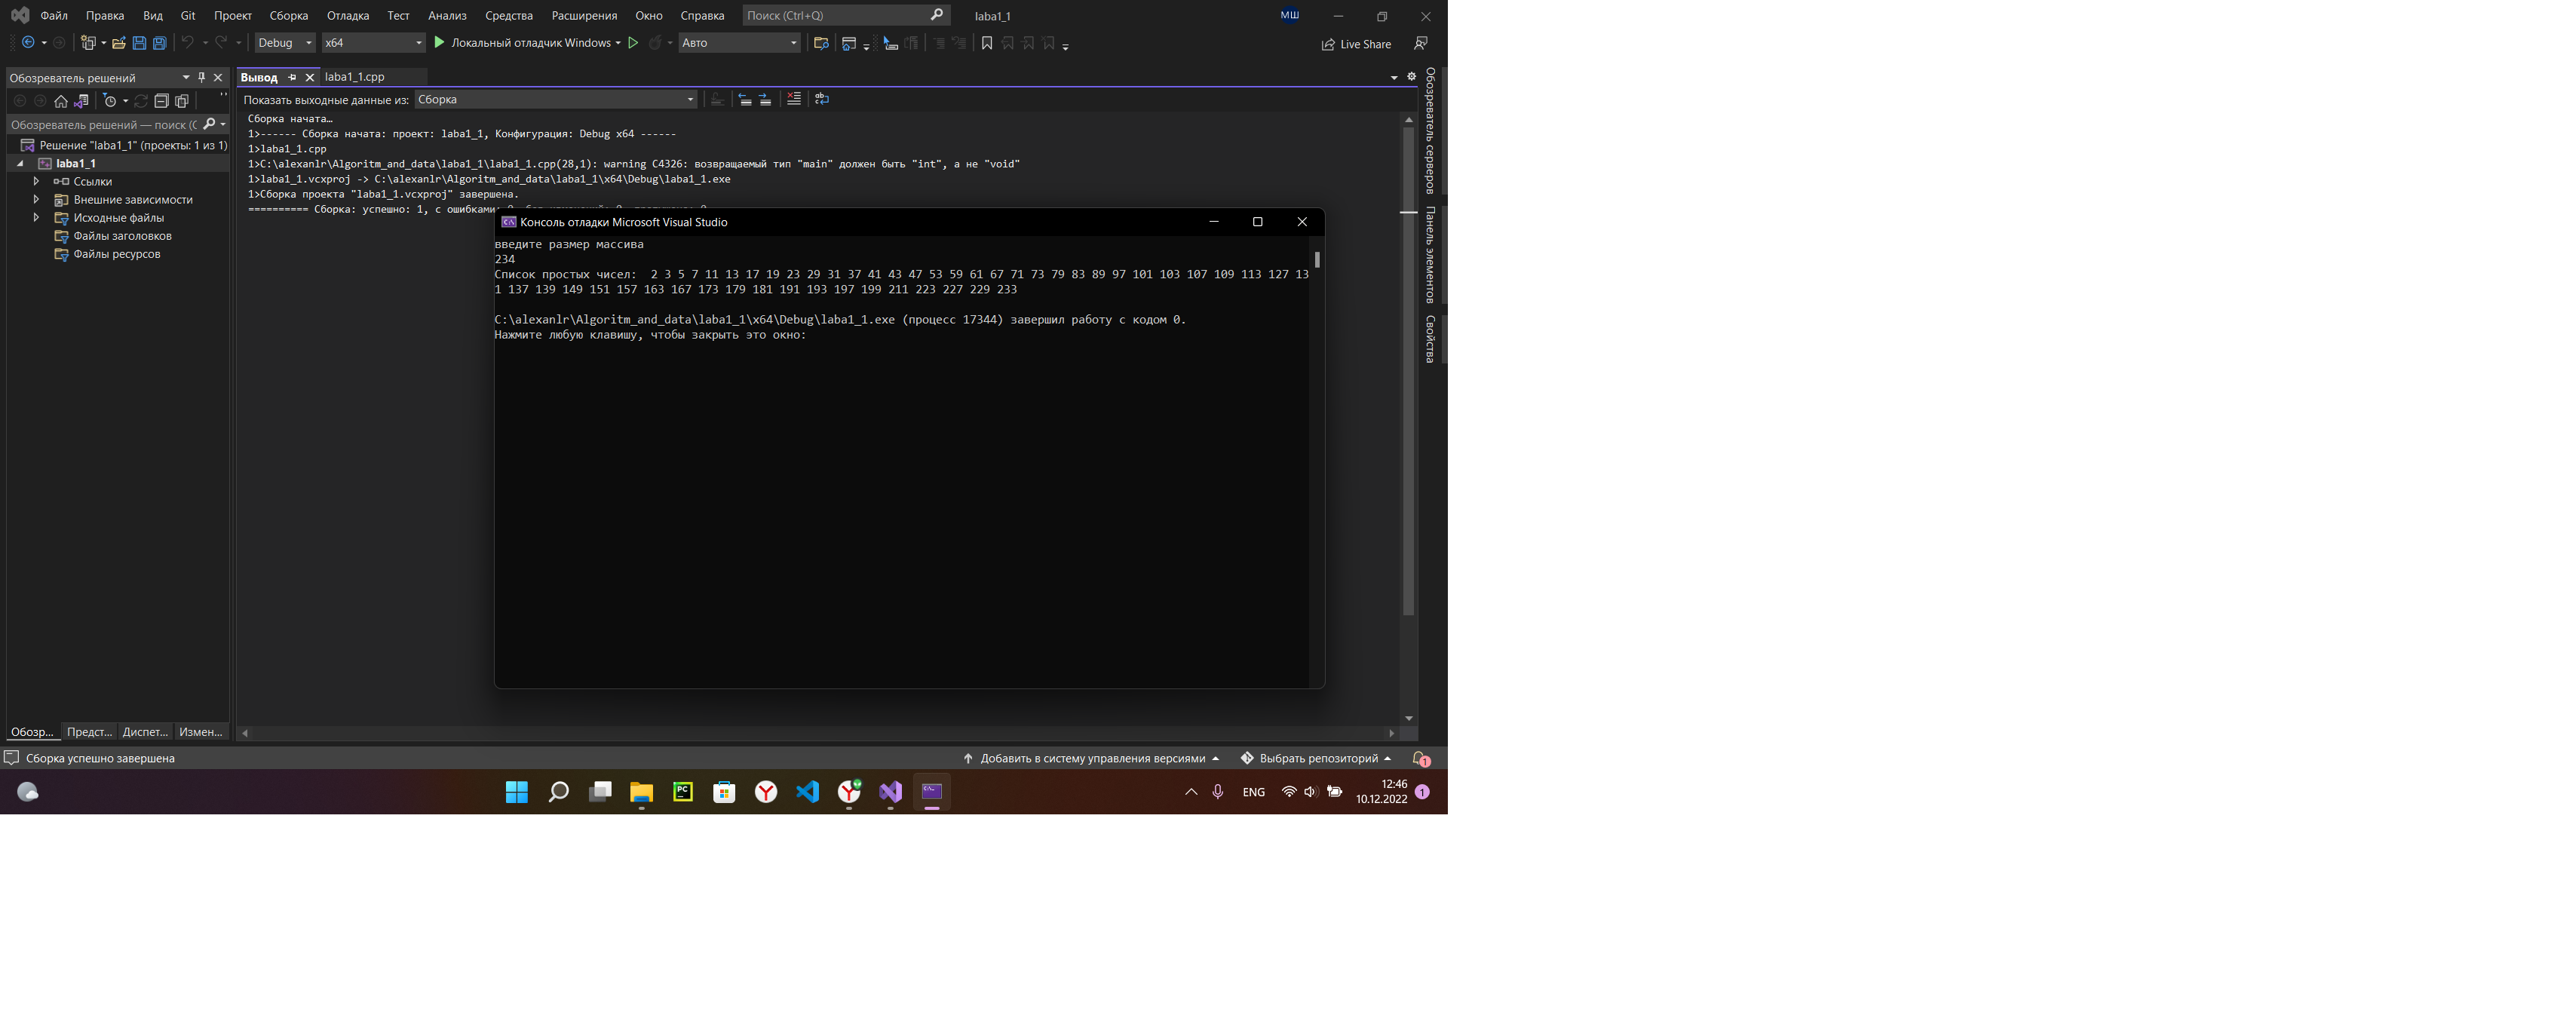 Файл Правка Вид Git Проект Сборка Отладка Тест Анализ Средства Расширения Окно Справка Поиск (Ctrl+Q) laba1_1 МШ
Debug x64 Локальный отладчик Windows Авто Live Share
Обозреватель решений
Обозреватель решений — поиск (С
Решение "laba1_1" (проекты: 1 из 1)
laba1_1
Ссылки
Внешние зависимости
Исходные файлы
Файлы заголовков
Файлы ресурсов
Обозр... Предст... Диспет... Измен...
Вывод laba1_1.cpp
Показать выходные данные из: Сборка
Сборка начата…
1>------ Сборка начата: проект: laba1_1, Конфигурация: Debug x64 ------
1>laba1_1.cpp
1>C:\alexanlr\Algoritm_and_data\laba1_1\laba1_1.cpp(28,1): warning C4326: возвращаемый тип "main" должен быть "int", а не "void"
1>laba1_1.vcxproj -> C:\alexanlr\Algoritm_and_data\laba1_1\x64\Debug\laba1_1.exe
1>Сборка проекта "laba1_1.vcxproj" завершена.
========== Сборка: успешно: 1, с ошибками:
Консоль отладки Microsoft Visual Studio
введите размер массива
234
Список простых чисел:  2 3 5 7 11 13 17 19 23 29 31 37 41 43 47 53 59 61 67 71 73 79 83 89 97 101 103 107 109 113 127 13
1 137 139 149 151 157 163 167 173 179 181 191 193 197 199 211 223 227 229 233
C:\alexanlr\Algoritm_and_data\laba1_1\x64\Debug\laba1_1.exe (процесс 17344) завершил работу с кодом 0.
Нажмите любую клавишу, чтобы закрыть это окно:
Обозреватель серверов
Панель элементов
Свойства
Сборка успешно завершена Добавить в систему управления версиями Выбрать репозиторий 1
ENG 12:46
10.12.2022 1